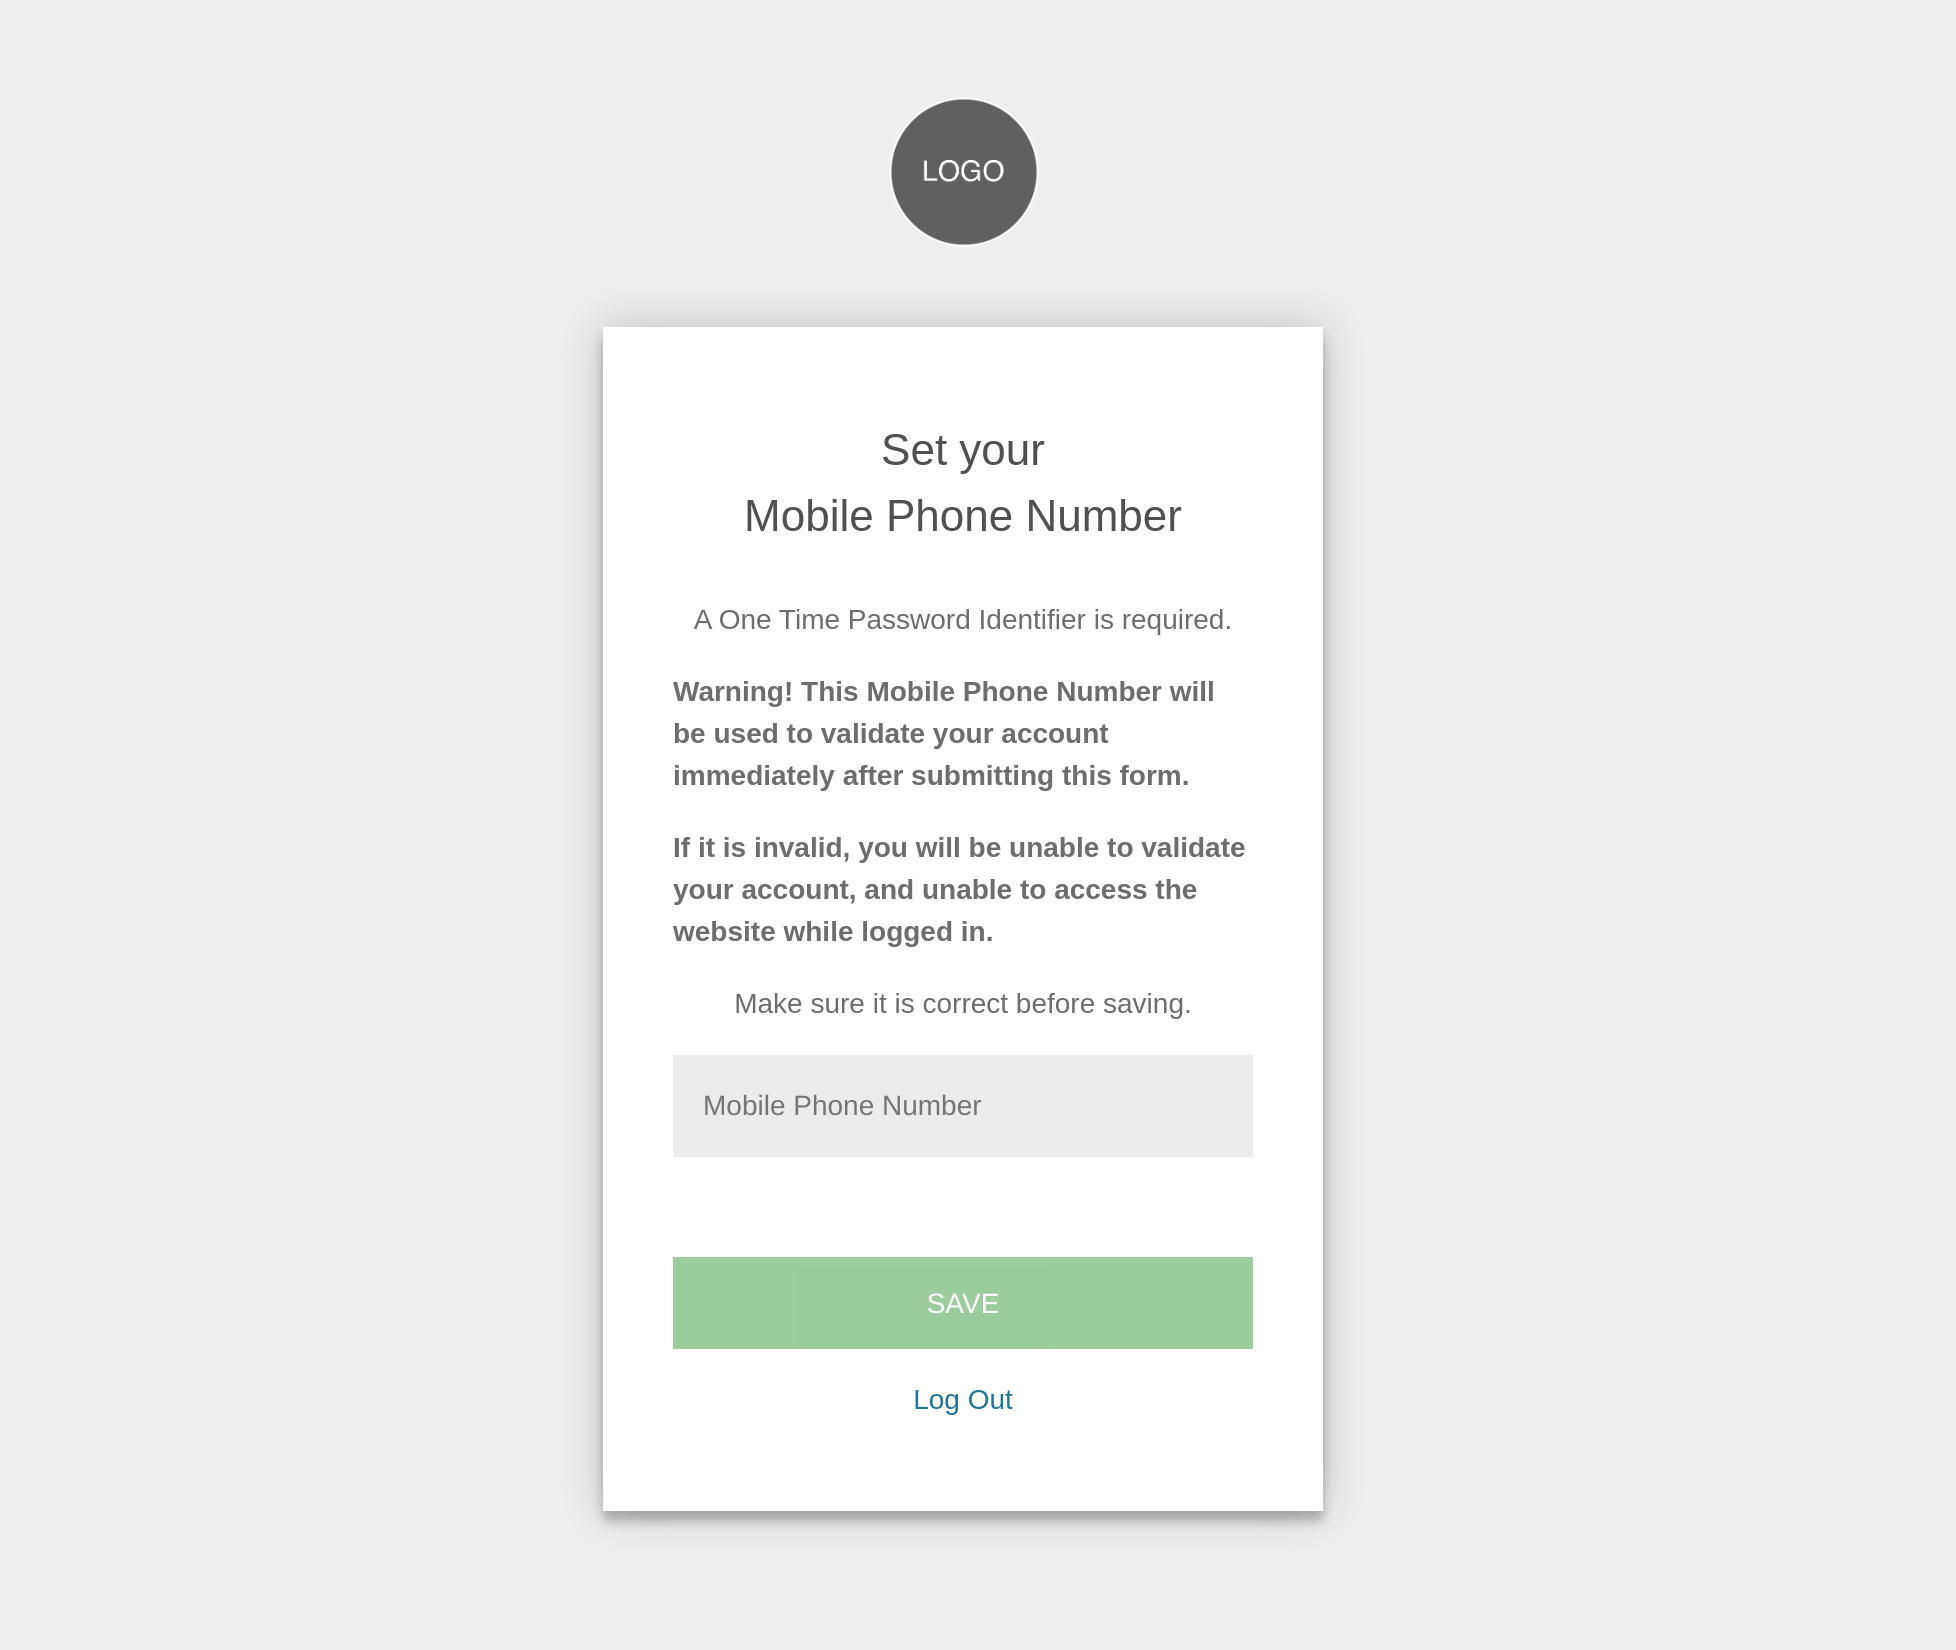 LOGO
Set your
Mobile Phone Number
A One Time Password Identifier is required.
Warning! This Mobile Phone Number will
be used to validate your account
immediately after submitting this form.
If it is invalid, you will be unable to validate
your account, and unable to access the
website while logged in.
Make sure it is correct before saving.
Mobile Phone Number
SAVE
Log Out